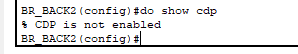 BR_BACK2(config)#do show cdp
% CDP is not enabled
BR_BACK2(config)#